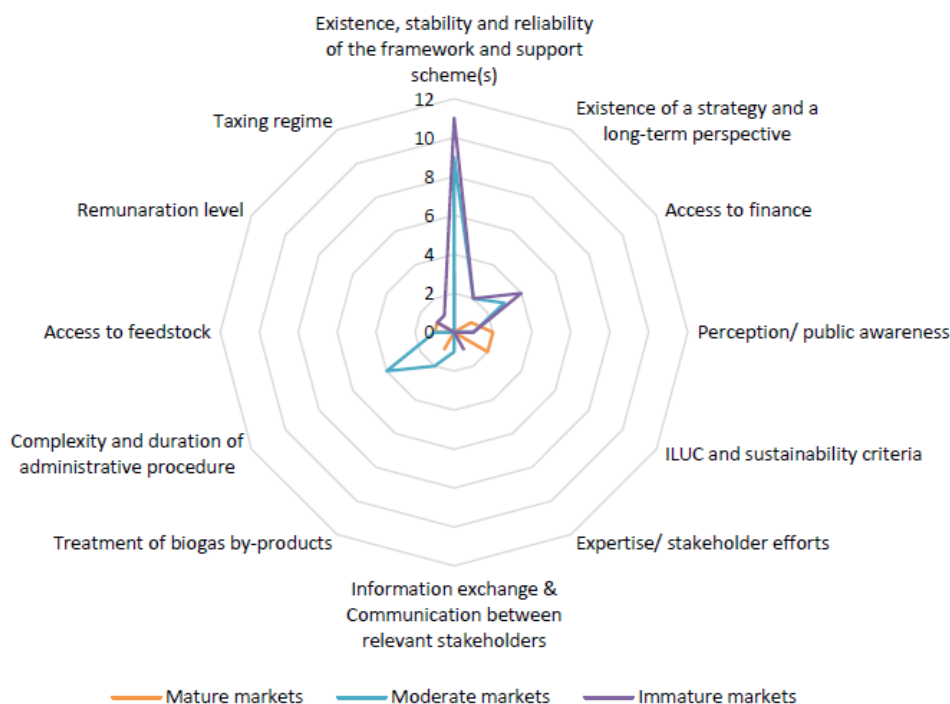 Existence, stability and reliability
of the framework and support
scheme(s)
12
10
8
6
4
2
0
Existence of a strategy and a
long-term perspective
Access to finance
Perception/ public awareness
ILUC and sustainability criteria
Expertise/ stakeholder efforts
Information exchange &
Communication between
relevant stakeholders
Treatment of biogas by-products
Complexity and duration of
administrative procedure
Access to feedstock
Remunaration level
Taxing regime
Mature markets
Moderate markets
Immature markets